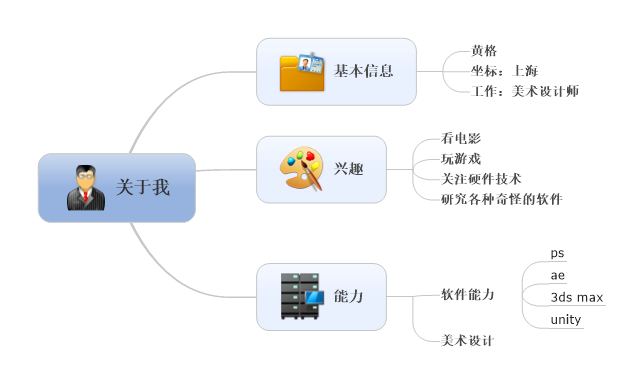 关于我
基本信息
黄格
坐标：上海
工作：美术设计师
兴趣
看电影
玩游戏
关注硬件技术
研究各种奇怪的软件
能力
软件能力
ps
ae
3ds max
unity
美术设计